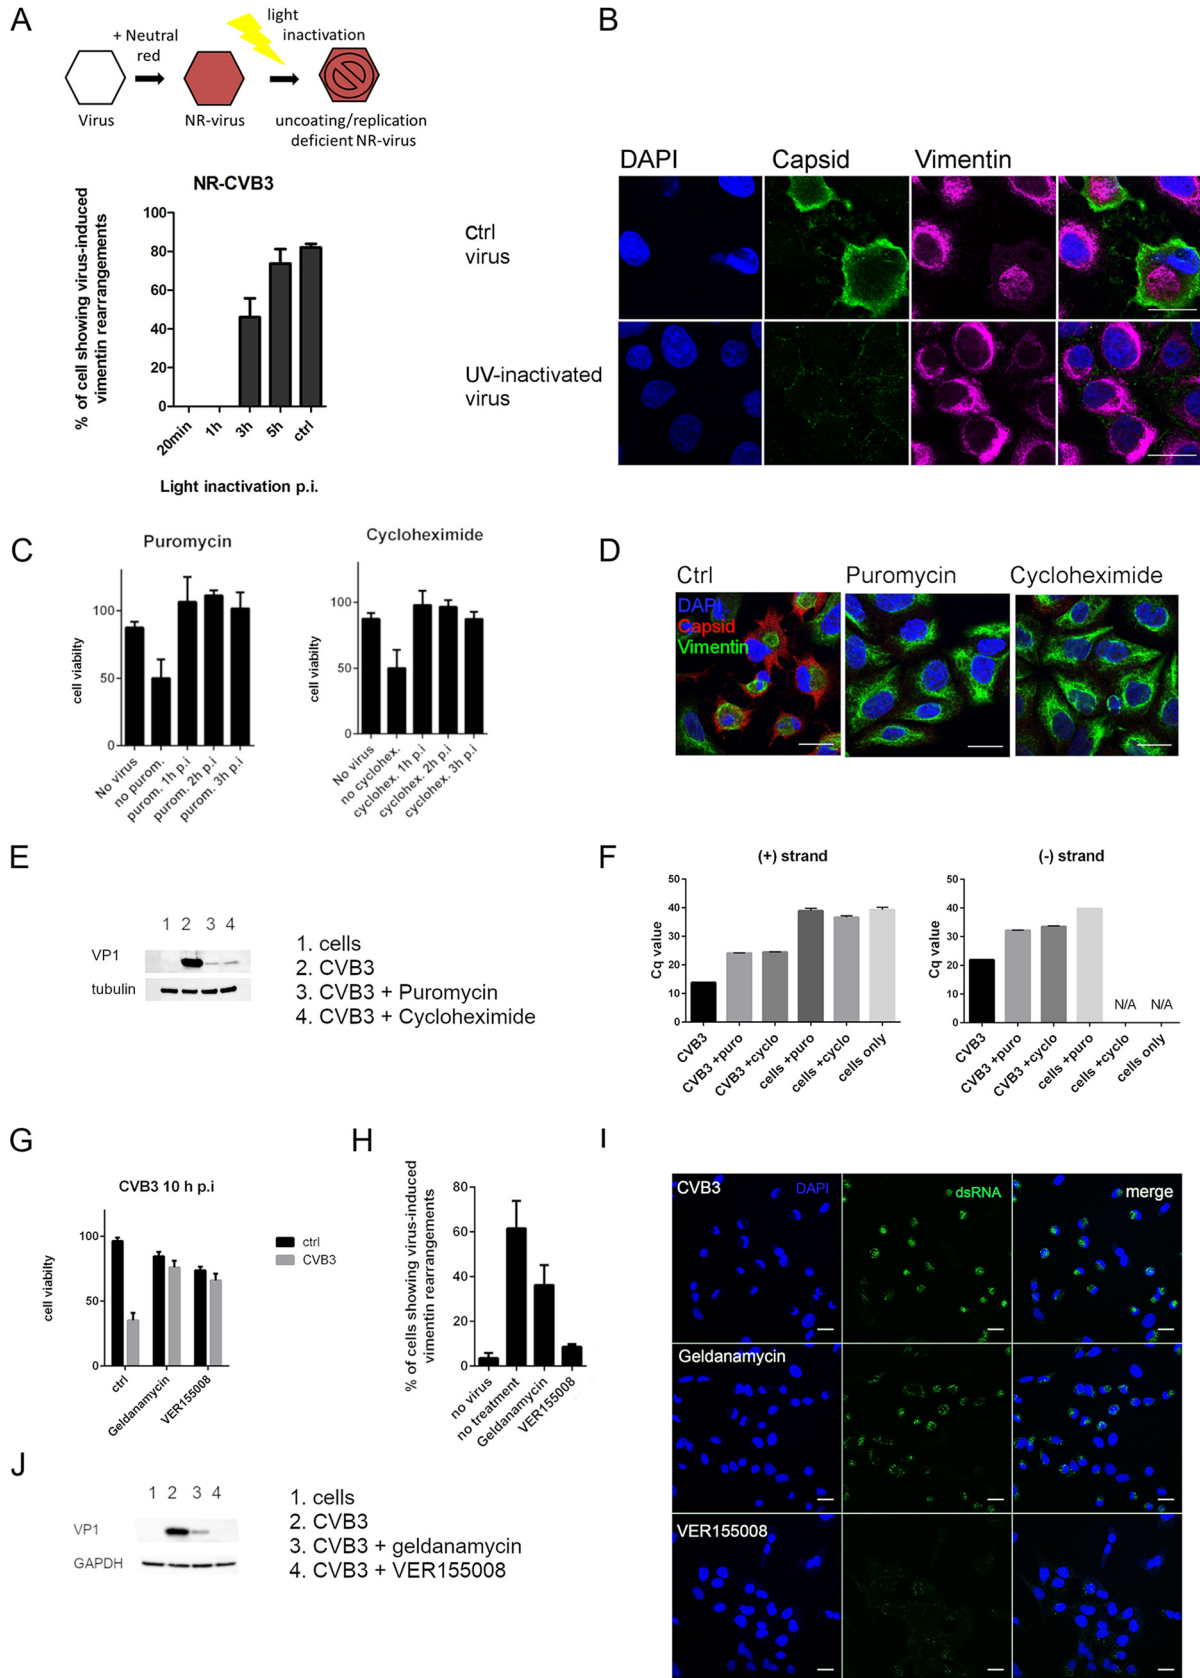 A
+ Neutral
red
light
inactivation
Virus
NR-virus
uncoating/replication
deficient NR-virus
NR-CVB3
% of cell showing virus-induced
vimentin rearrangements
100
80
60
40
20
0
20min
1h
3h
5h
ctrl
Light inactivation p.i.
B
DAPI
Capsid
Vimentin
Ctrl
virus
UV-inactivated
virus
C
Puromycin
cell viability
100
50
0
No virus
no purom.
purom. 1h p.i
purom. 2h p.i
purom. 3h p.i
Cycloheximide
cell viability
100
50
0
No virus
no cyclohex.
cyclohex. 1h p.i
cyclohex. 2h p.i
cyclohex. 3h p.i
D
Ctrl
Puromycin
Cycloheximide
DAPI
Capsid
Vimentin
E
1 2 3 4
VP1
tubulin
1. cells
2. CVB3
3. CVB3 + Puromycin
4. CVB3 + Cycloheximide
F
(+) strand
Cq value
50
40
30
20
10
0
CVB3
CVB3 +puro
CVB3 +cyclo
cells +puro
cells +cyclo
cells only
(-) strand
Cq value
50
40
30
20
10
0
N/A
N/A
CVB3
CVB3 +puro
CVB3 +cyclo
cells +puro
cells +cyclo
cells only
G
CVB3 10 h p.i
cell viabilty
100
50
0
ctrl
Geldanamycin
VER155008
ctrl
CVB3
H
% of cells showing virus-induced
vimentin rearrangements
80
60
40
20
0
no virus
no treatment
Geldanamycin
VER155008
I
CVB3
DAPI
dsRNA
merge
Geldanamycin
VER155008
J
1 2 3 4
VP1
GAPDH
1. cells
2. CVB3
3. CVB3 + geldanamycin
4. CVB3 + VER155008